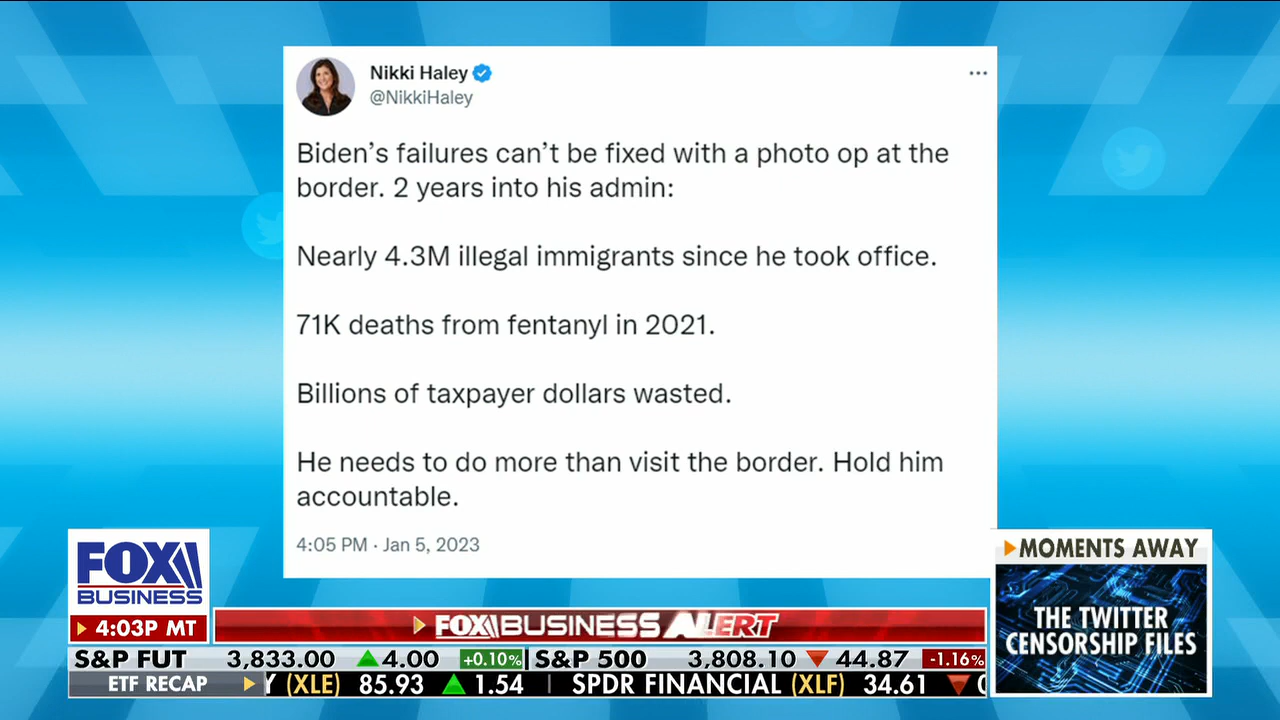 Nikki Haley
@NikkiHaley
Biden's failures can't be fixed with a photo op at the
border. 2 years into his admin:
Nearly 4.3M illegal immigrants since he took office.
71K deaths from fentanyl in 2021.
Billions of taxpayer dollars wasted.
He needs to do more than visit the border. Hold him
accountable.
4:05 PM · Jan 5, 2023
MOMENTS AWAY
THE TWITTER
CENSORSHIP FILES
FOX
BUSINESS
4:03P MT
FOX BUSINESS ALERT
S&P FUT 3,833.00 ▲4.00 +0.10% S&P 500 3,808.10 ▼ 44.87 -1.16%
ETF RECAP Y (XLE) 85.93 ▲ 1.54 | SPDR FINANCIAL (XLF) 34.61 ▼